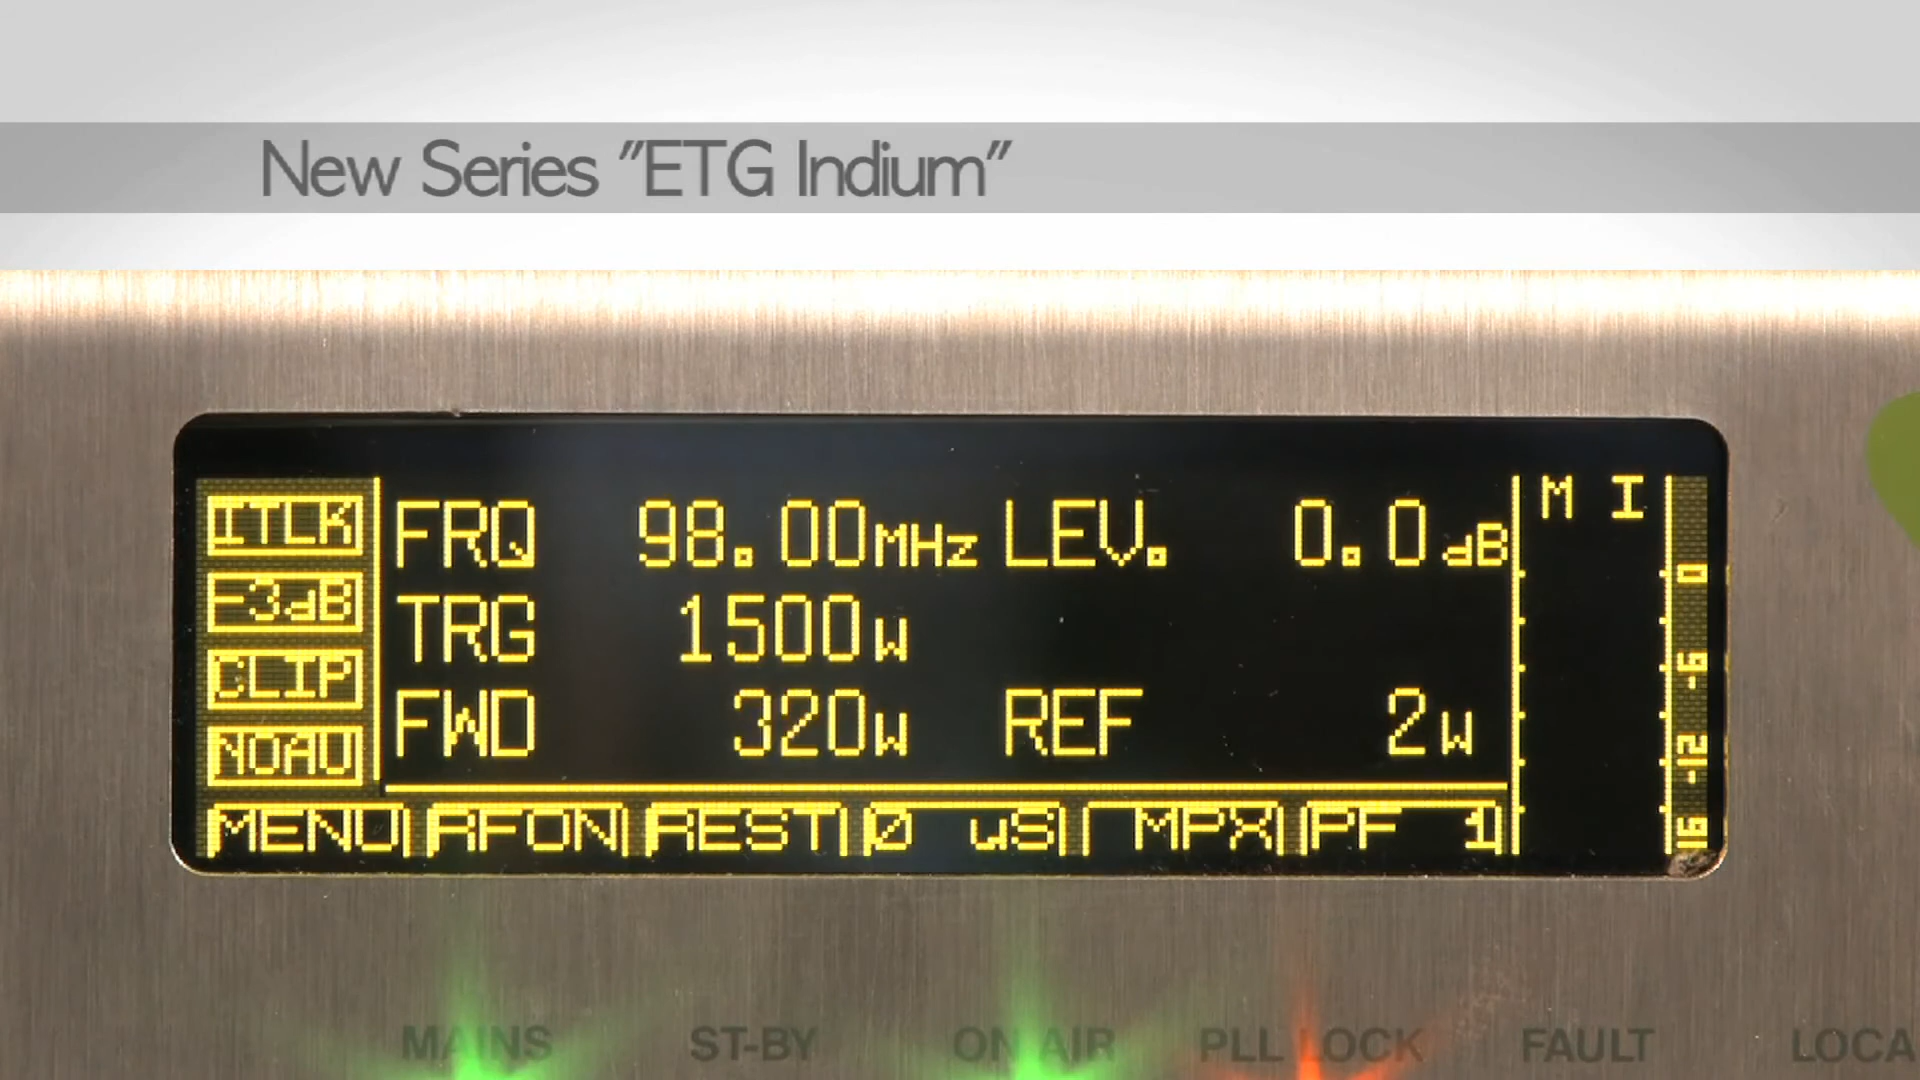 New Series "ETG Indium"
ITLK
FRQ 98.00MHz LEV. 0.0dB
M I
-3dB
TRG 1500W
CLIP
FWD 320W REF 2W
NOAU
MENU RFON REST 0 uS MPX PF 1
0
-6
-12
MAINS ST-BY ON AIR PLL LOCK FAULT LOCA